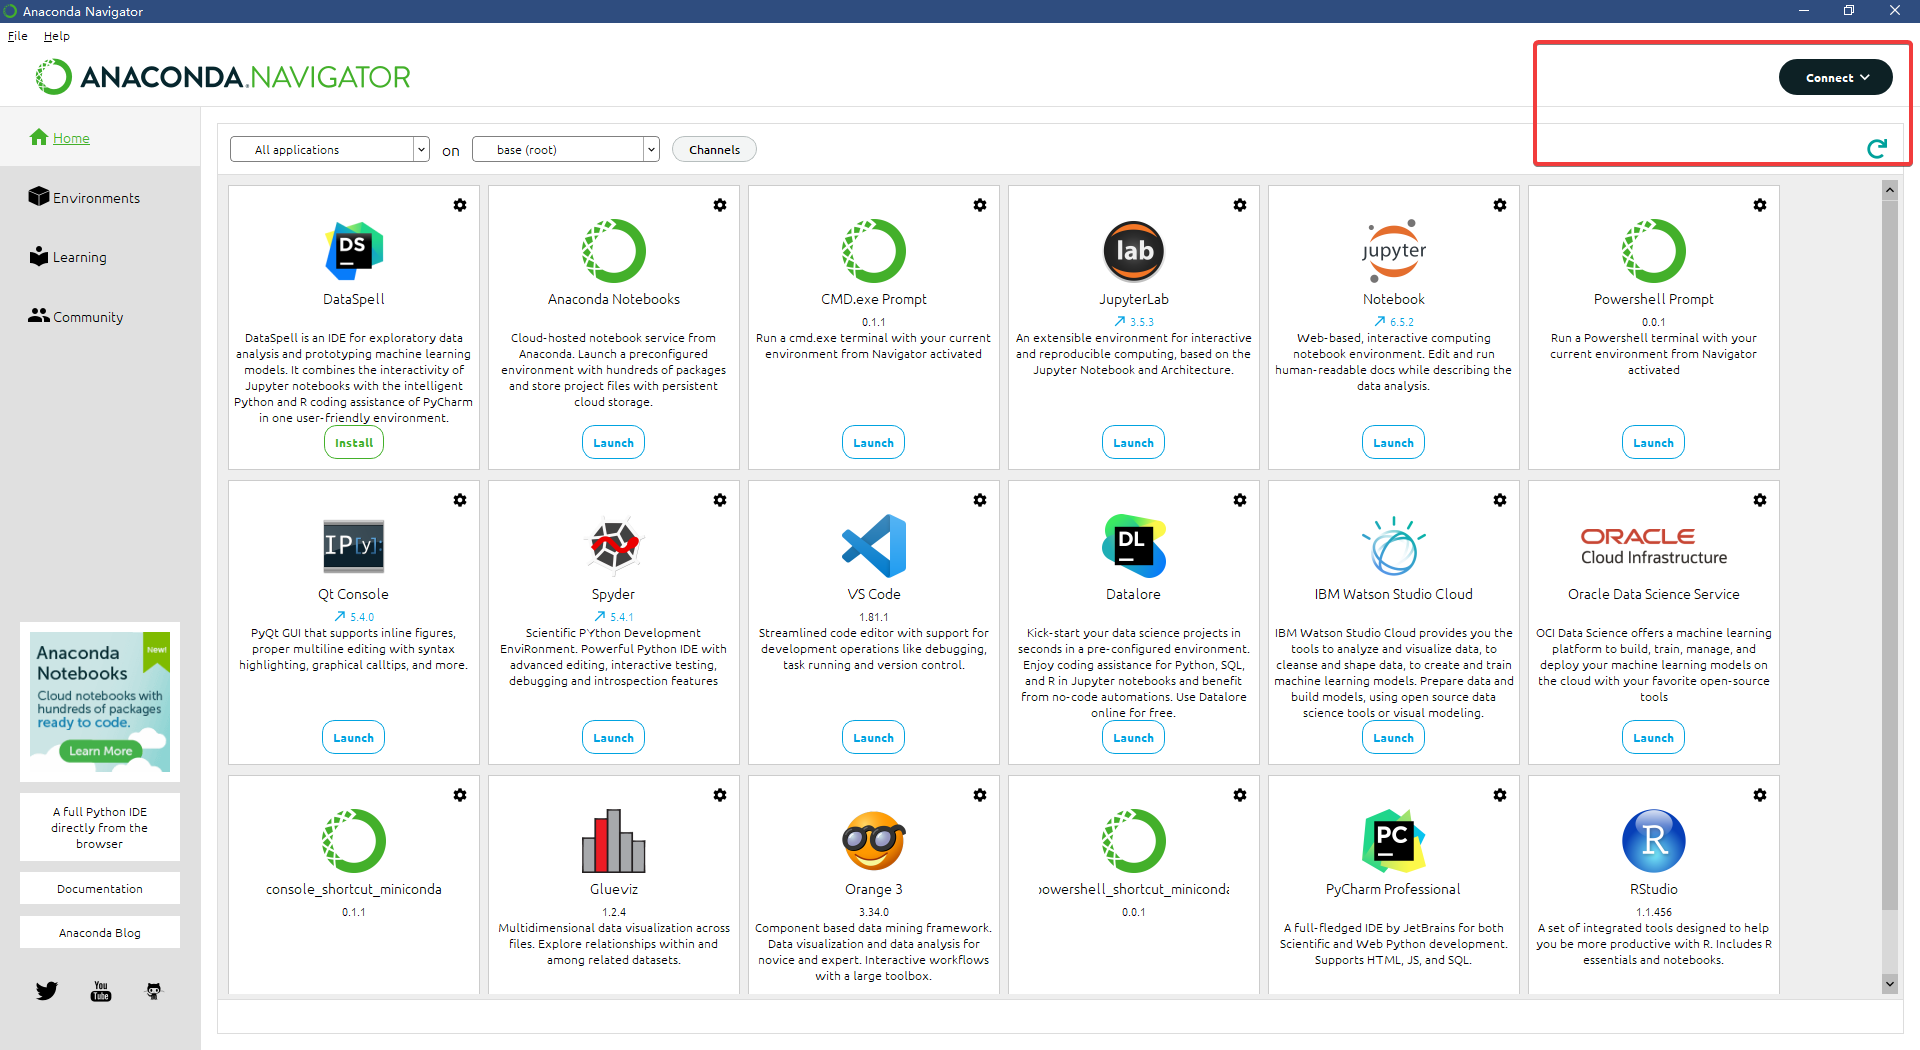 Anaconda Navigator
File Help
ANACONDA.NAVIGATOR
Connect
Home
Environments
Learning
Community
All applications on base (root) Channels
DS
DataSpell
DataSpell is an IDE for exploratory data
analysis and prototyping machine learning
models. It combines the interactivity of
Jupyter notebooks with the intelligent
Python and R coding assistance of PyCharm
in one user-friendly environment.
Install
Anaconda Notebooks
Cloud-hosted notebook service from
Anaconda. Launch a preconfigured
environment with hundreds of packages
and store project files with persistent
cloud storage.
Launch
CMD.exe Prompt
0.1.1
Run a cmd.exe terminal with your current
environment from Navigator activated
Launch
lab
JupyterLab
3.5.3
An extensible environment for interactive
and reproducible computing, based on the
Jupyter Notebook and Architecture.
Launch
jupyter
Notebook
6.5.2
Web-based, interactive computing
notebook environment. Edit and run
human-readable docs while describing the
data analysis.
Launch
Powershell Prompt
0.0.1
Run a Powershell terminal with your
current environment from Navigator
activated
Launch
IP[y]:
Qt Console
5.4.0
PyQt GUI that supports inline figures,
proper multiline editing with syntax
highlighting, graphical calltips, and more.
Launch
Spyder
5.4.1
Scientific PYthon Development
EnviRonment. Powerful Python IDE with
advanced editing, interactive testing,
debugging and introspection features
Launch
VS Code
1.81.1
Streamlined code editor with support for
development operations like debugging,
task running and version control.
Launch
DL
Datalore
Kick-start your data science projects in
seconds in a pre-configured environment.
Enjoy coding assistance for Python, SQL,
and R in Jupyter notebooks and benefit
from no-code automations. Use Datalore
online for free.
Launch
IBM Watson Studio Cloud
IBM Watson Studio Cloud provides you the
tools to analyze and visualize data, to
cleanse and shape data, to create and train
machine learning models. Prepare data and
build models, using open source data
science tools or visual modeling.
Launch
ORACLE
Cloud Infrastructure
Oracle Data Science Service
OCI Data Science offers a machine learning
platform to build, train, manage, and
deploy your machine learning models on
the cloud with your favorite open-source
tools
Launch
console_shortcut_miniconda
0.1.1
Glueviz
1.2.4
Multidimensional data visualization across
files. Explore relationships within and
among related datasets.
Orange 3
3.34.0
Component based data mining framework.
Data visualization and data analysis for
novice and expert. Interactive workflows
with a large toolbox.
powershell_shortcut_miniconda
0.0.1
PC
PyCharm Professional
A full-fledged IDE by JetBrains for both
Scientific and Web Python development.
Supports HTML, JS, and SQL.
R
RStudio
1.1.456
A set of integrated tools designed to help
you be more productive with R. Includes R
essentials and notebooks.
Anaconda
Notebooks
New!
Cloud notebooks with
hundreds of packages
ready to code.
Learn More
A full Python IDE
directly from the
browser
Documentation
Anaconda Blog
You
Tube